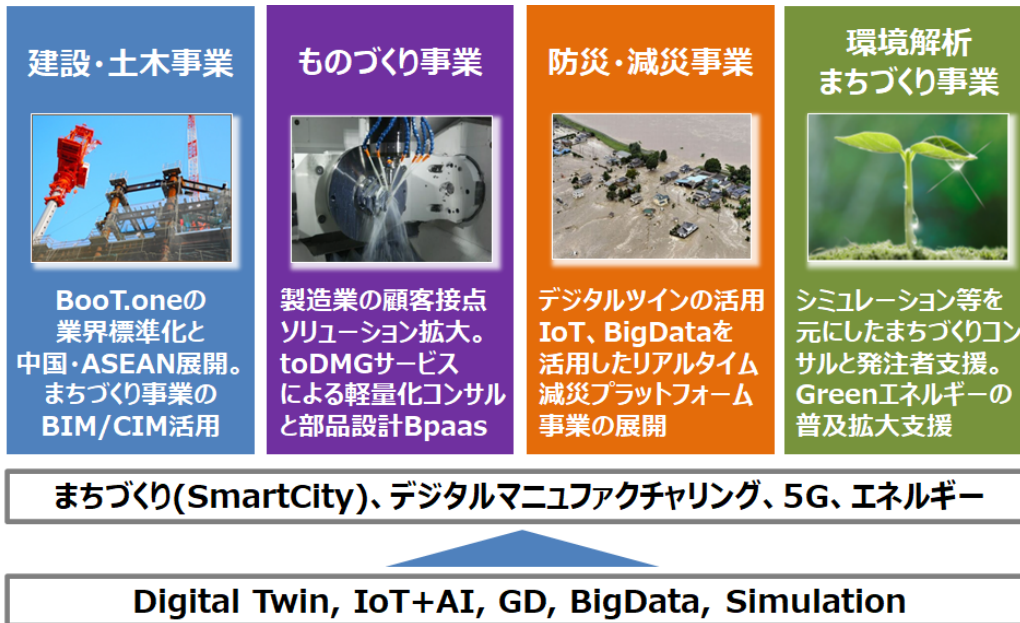 建設・土木事業
BooT.oneの
業界標準化と
中国・ASEAN展開。
まちづくり事業の
BIM/CIM活用
ものづくり事業
製造業の顧客接点
ソリューション拡大。
toDMGサービス
による軽量化コンサル
と部品設計Bpaas
防災・減災事業
デジタルツインの活用
IoT、BigDataを
活用したリアルタイム
減災プラットフォーム
事業の展開
環境解析
まちづくり事業
シミュレーション等を
元にしたまちづくりコン
サルと発注者支援。
Greenエネルギーの
普及拡大支援
まちづくり(SmartCity)、デジタルマニュファクチャリング、5G、エネルギー
Digital Twin, IoT+AI, GD, BigData, Simulation